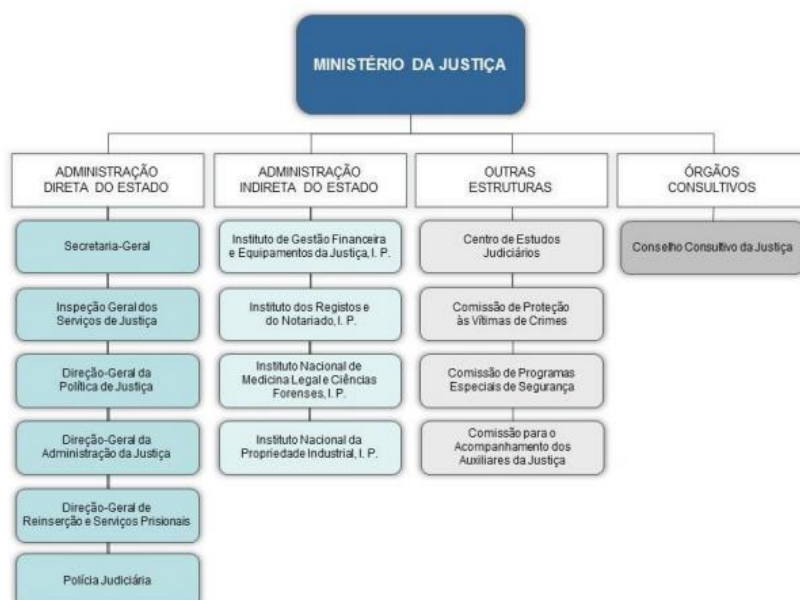 MINISTÉRIO DA JUSTIÇA
ADMINISTRAÇÃO
DIRETA DO ESTADO
Secretaria-Geral
Inspeção Geral dos
Serviços de Justiça
Direção-Geral da
Política de Justiça
Direção-Geral da
Administração da Justiça
Direção-Geral de
Reinserção e Serviços Prisionais
Polícia Judiciária
ADMINISTRAÇÃO
INDIRETA DO ESTADO
Instituto de Gestão Financeira
e Equipamentos da Justiça, I. P.
Instituto dos Registos e
do Notariado, I. P.
Instituto Nacional de
Medicina Legal e Ciências
Forenses, I. P.
Instituto Nacional da
Propriedade Industrial, I. P.
OUTRAS
ESTRUTURAS
Centro de Estudos
Judiciários
Comissão de Proteção
às Vítimas de Crimes
Comissão de Programas
Especiais de Segurança
Comissão para o
Acompanhamento dos
Auxiliares da Justiça
ÓRGÃOS
CONSULTIVOS
Conselho Consultivo da Justiça